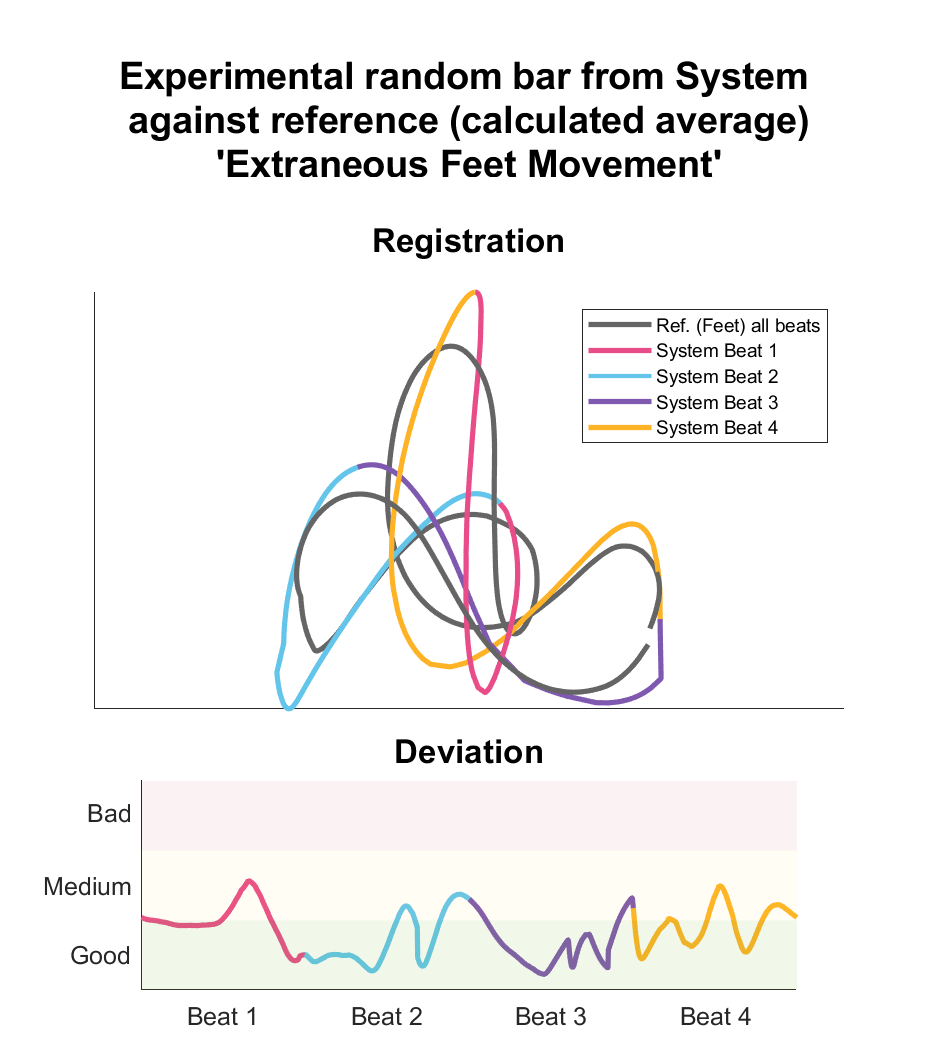 Experimental random bar from System
against reference (calculated average)
'Extraneous Feet Movement'
Registration
Ref. (Feet) all beats
System Beat 1
System Beat 2
System Beat 3
System Beat 4
Deviation
Bad
Medium
Good
Beat 1
Beat 2
Beat 3
Beat 4